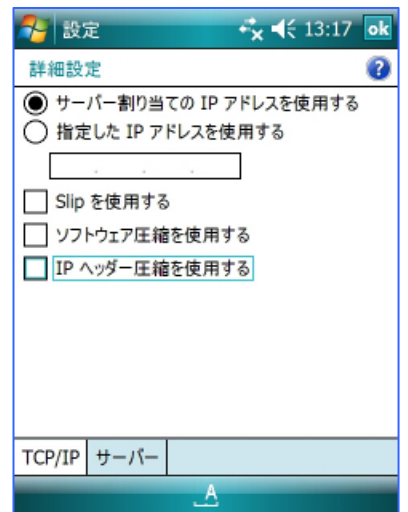 設定 13:17 ok
詳細設定 ?
サーバー割り当ての IP アドレスを使用する
指定した IP アドレスを使用する
. . .
Slip を使用する
ソフトウェア圧縮を使用する
IP ヘッダー圧縮を使用する
TCP/IP サーバー
A